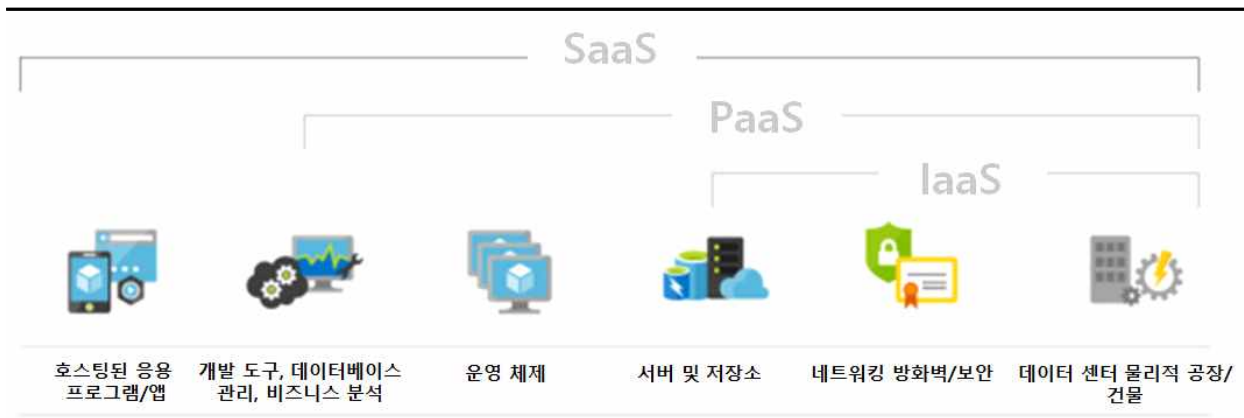 SaaS
PaaS
IaaS
호스팅된 응용
프로그램/앱
개발 도구, 데이터베이스
관리, 비즈니스 분석
운영 체제
서버 및 저장소
네트워킹 방화벽/보안
데이터 센터 물리적 공장/
건물